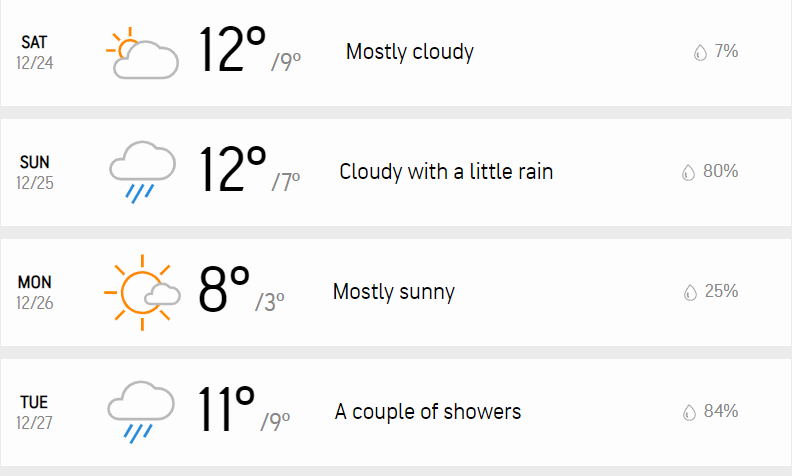 SAT
12/24
12° /9° Mostly cloudy 7%
SUN
12/25
12° /7° Cloudy with a little rain 80%
MON
12/26
8° /3° Mostly sunny 25%
TUE
12/27
11° /9° A couple of showers 84%